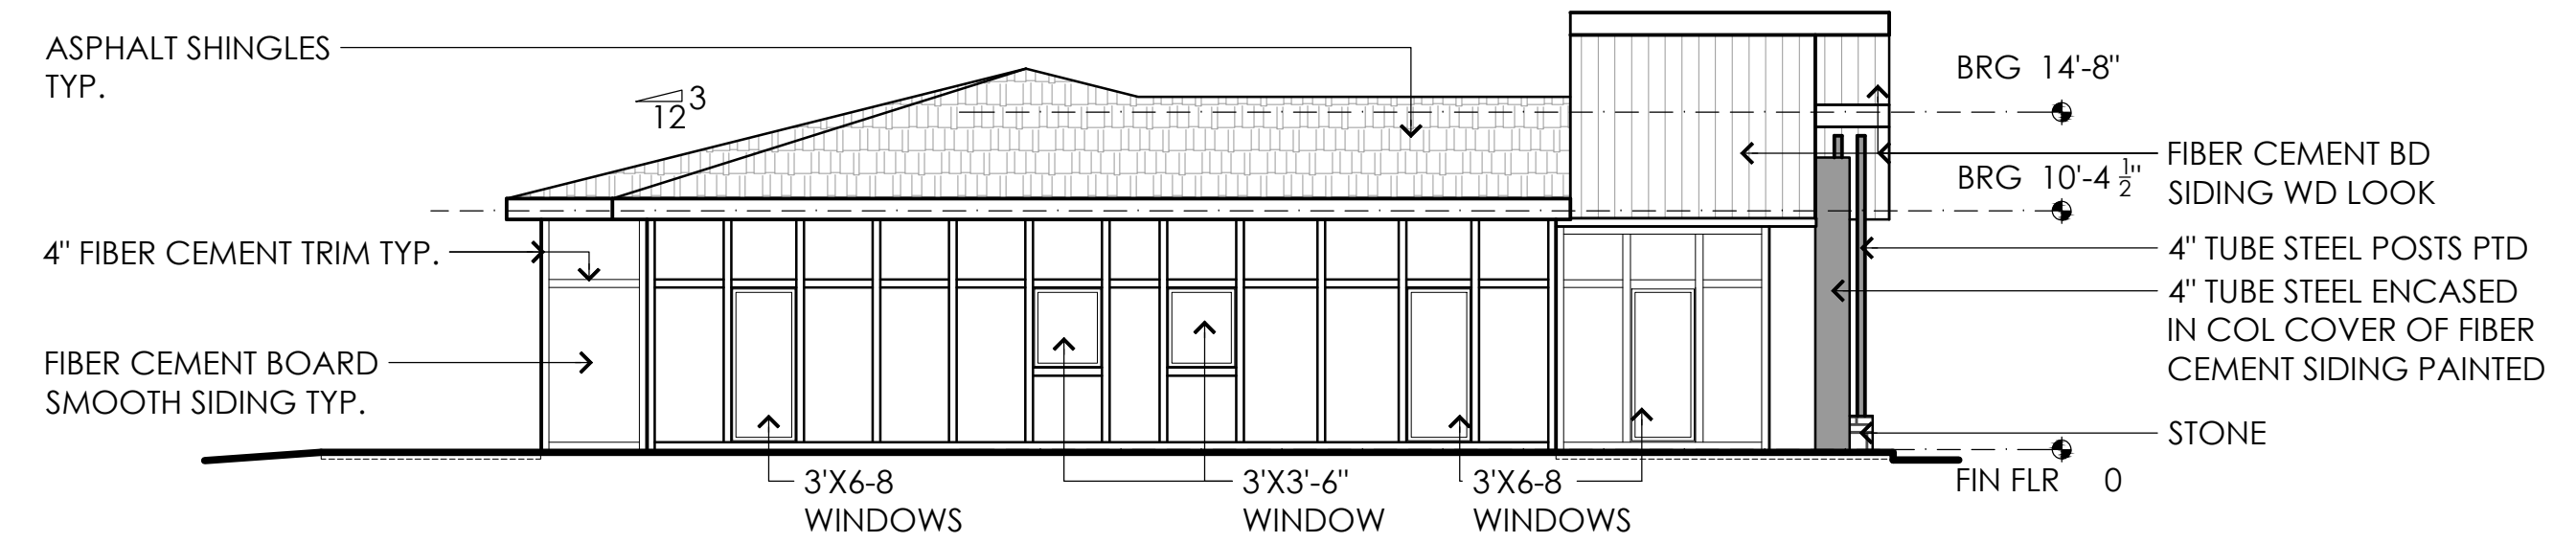 ASPHALT SHINGLES
TYP.
3
12
BRG 14'-8"
FIBER CEMENT BD
SIDING WD LOOK
BRG 10'-4 1/2"
4" FIBER CEMENT TRIM TYP.
4" TUBE STEEL POSTS PTD
4" TUBE STEEL ENCASED
IN COL COVER OF FIBER
CEMENT SIDING PAINTED
FIBER CEMENT BOARD
SMOOTH SIDING TYP.
STONE
3'X6-8
WINDOWS
3'X3'-6"
WINDOW
3'X6-8
WINDOWS
FIN FLR 0